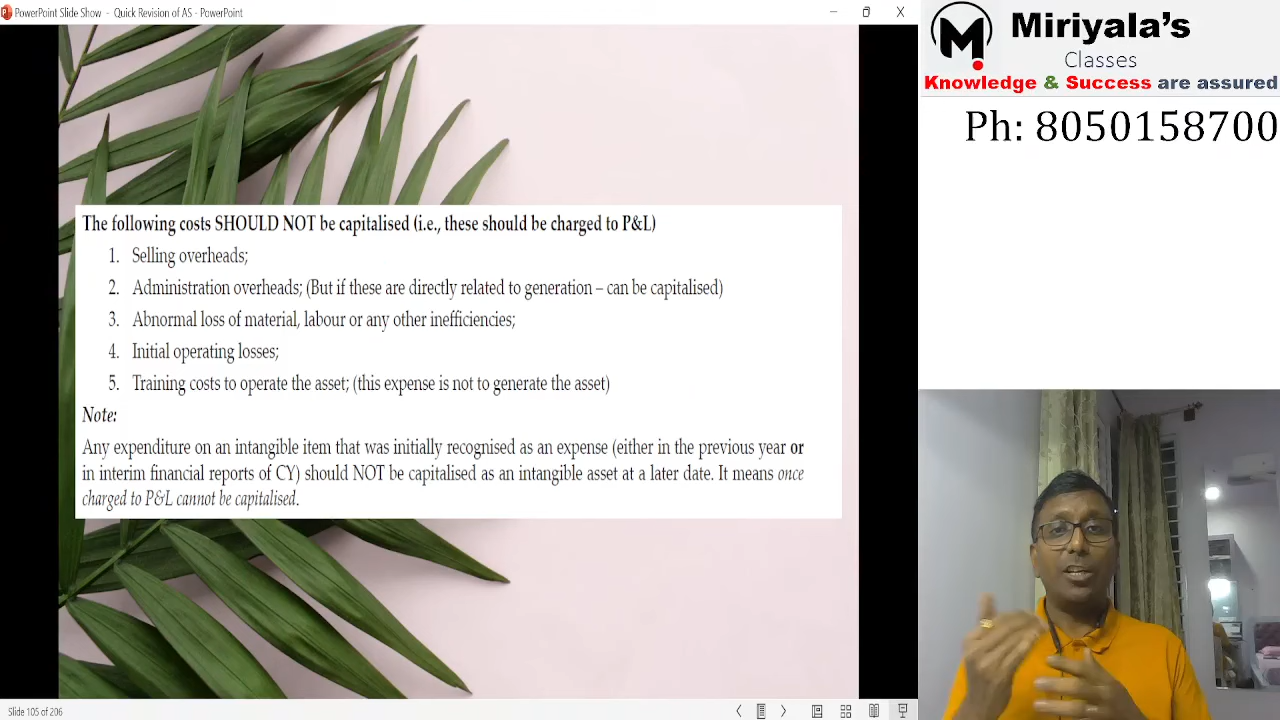 PowerPoint Slide Show - Quick Revision of AS - PowerPoint
Miriyala's
Classes
Knowledge & Success are assured
Ph: 8050158700
The following costs SHOULD NOT be capitalised (i.e., these should be charged to P&L)
1. Selling overheads;
2. Administration overheads; (But if these are directly related to generation – can be capitalised)
3. Abnormal loss of material, labour or any other inefficiencies;
4. Initial operating losses;
5. Training costs to operate the asset; (this expense is not to generate the asset)
Note:
Any expenditure on an intangible item that was initially recognised as an expense (either in the previous year or
in interim financial reports of CY) should NOT be capitalised as an intangible asset at a later date. It means once
charged to P&L cannot be capitalised.
Slide 105 of 206